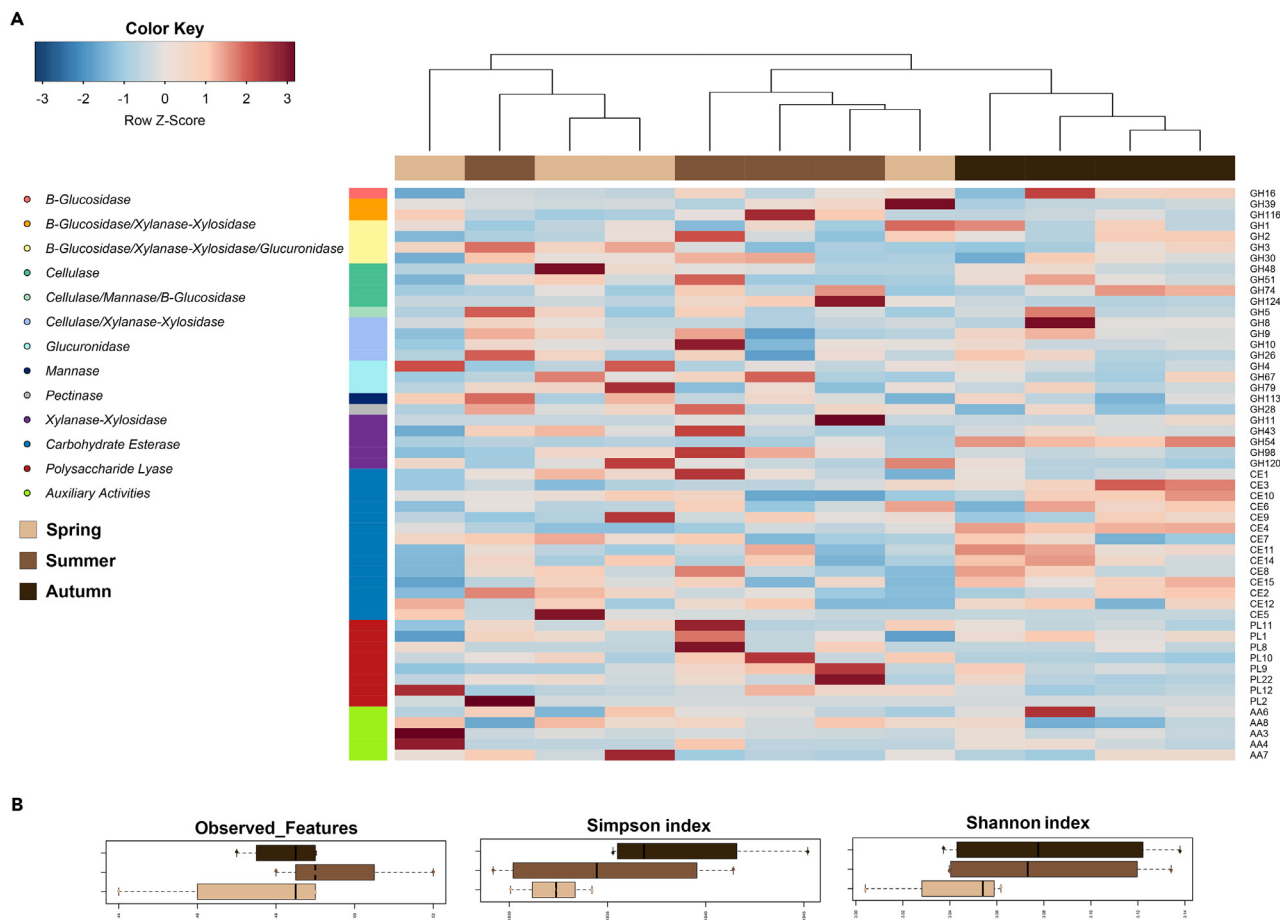 A
Color Key
-3 -2 -1 0 1 2 3
Row Z-Score
B-Glucosidase
B-Glucosidase/Xylanase-Xylosidase
B-Glucosidase/Xylanase-Xylosidase/Glucuronidase
Cellulase
Cellulase/Mannase/B-Glucosidase
Cellulase/Xylanase-Xylosidase
Glucuronidase
Mannase
Pectinase
Xylanase-Xylosidase
Carbohydrate Esterase
Polysaccharide Lyase
Auxiliary Activities
Spring
Summer
Autumn
GH16
GH39
GH116
GH1
GH2
GH3
GH30
GH48
GH51
GH74
GH124
GH5
GH8
GH9
GH10
GH26
GH4
GH67
GH79
GH113
GH28
GH11
GH43
GH54
GH98
GH120
CE1
CE3
CE10
CE6
CE9
CE4
CE7
CE11
CE14
CE8
CE15
CE2
CE12
CE5
PL11
PL1
PL8
PL10
PL9
PL22
PL12
PL2
AA6
AA8
AA3
AA4
AA7
B
Observed_Features
Simpson index
Shannon index